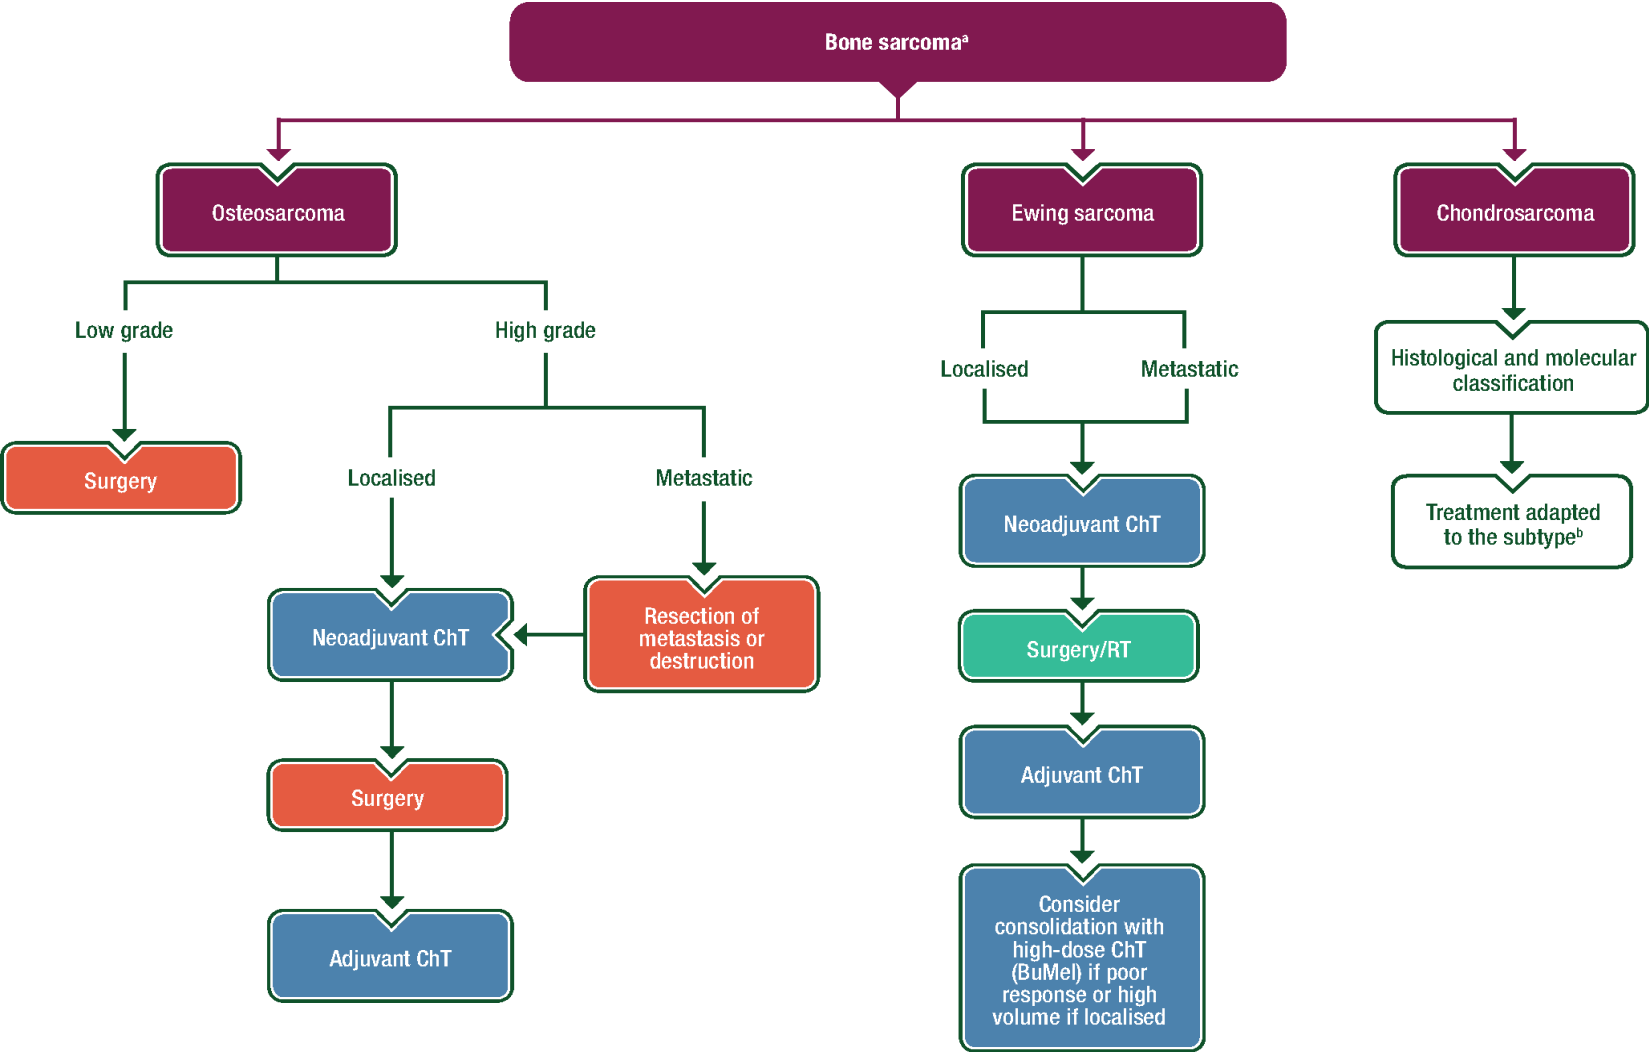 Bone sarcomaᵃ
Osteosarcoma
Ewing sarcoma
Chondrosarcoma
Low grade
High grade
Localised
Metastatic
Histological and molecular
classification
Surgery
Localised
Metastatic
Neoadjuvant ChT
Treatment adapted
to the subtypeᵇ
Neoadjuvant ChT
Resection of
metastasis or
destruction
Surgery/RT
Surgery
Adjuvant ChT
Adjuvant ChT
Consider
consolidation with
high-dose ChT
(BuMel) if poor
response or high
volume if localised